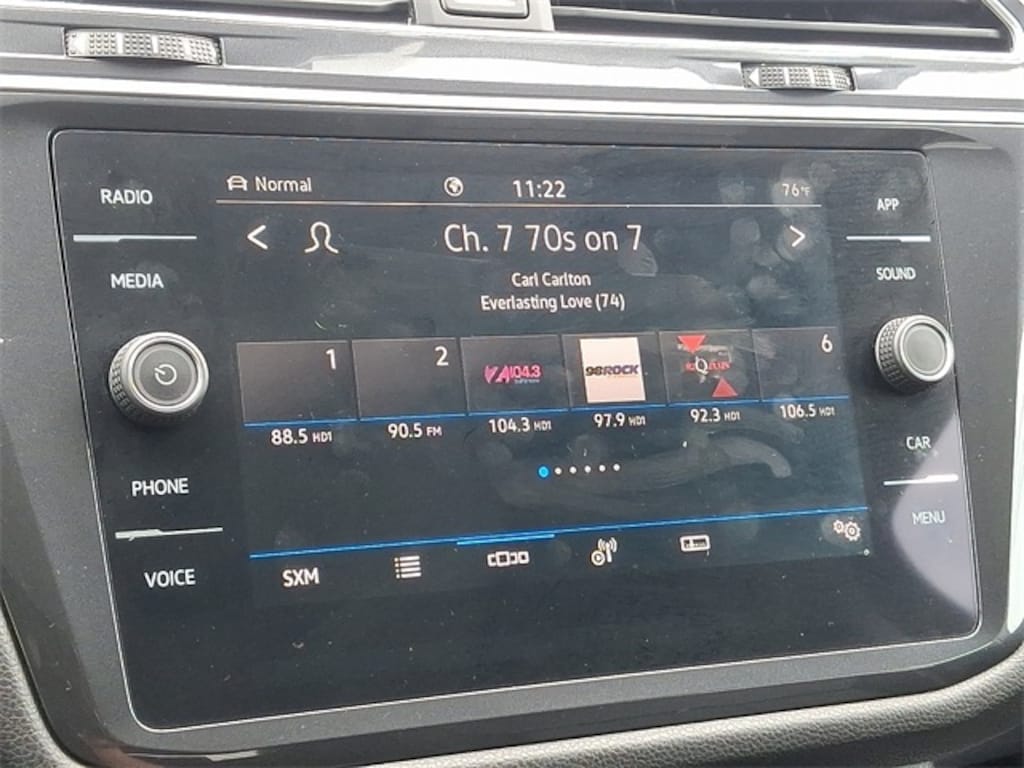 RADIO
MEDIA
PHONE
VOICE
Normal
11:22
76°F
Ch. 7 70s on 7
Carl Carlton
Everlasting Love (74)
1
2
104.3
98ROCK
6
88.5 HD1
90.5 FM
104.3 HD1
97.9 HD1
92.3 HD1
106.5 HD1
SXM
APP
SOUND
CAR
MENU